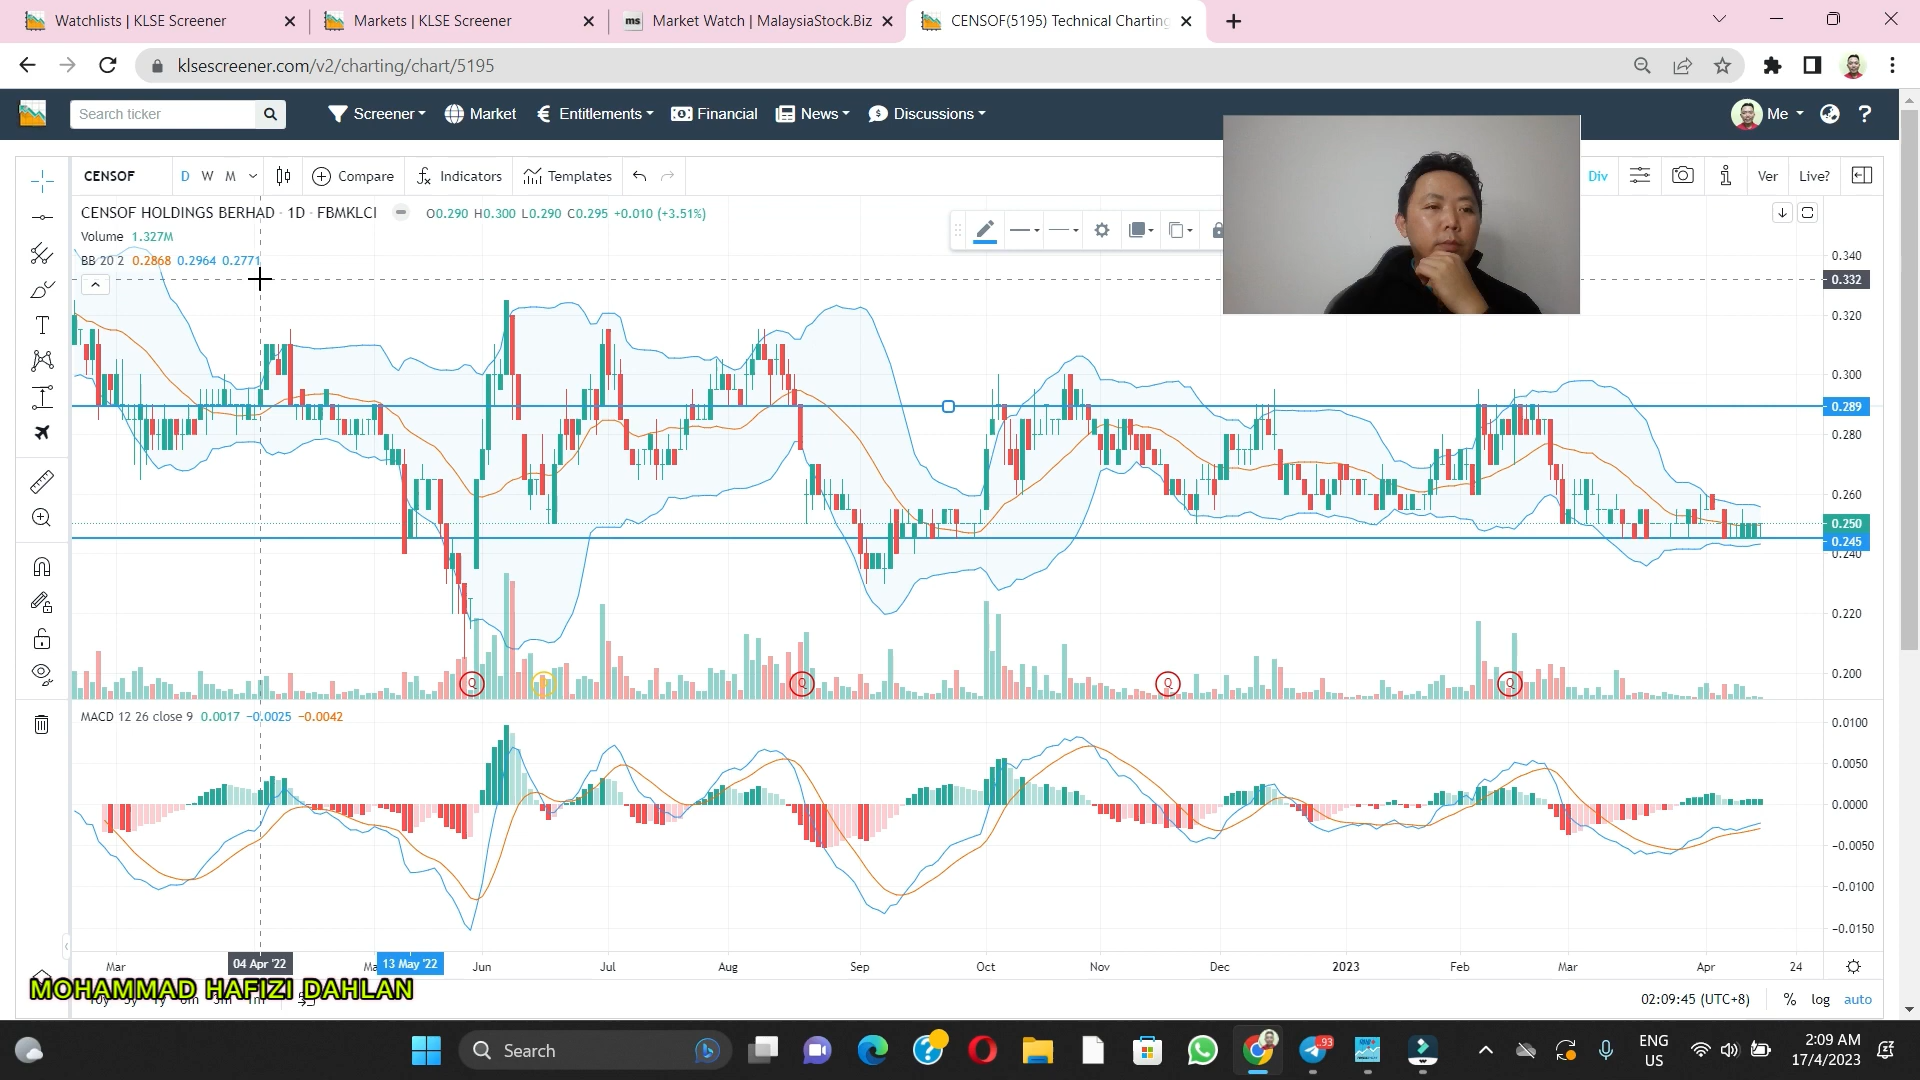 Watchlists | KLSE Screener
Markets | KLSE Screener
ms Market Watch | MalaysiaStock.Biz
CENSOF(5195) Technical Charting
klsescreener.com/v2/charting/chart/5195
Search ticker
Screener
Market
Entitlements
Financial
News
Discussions
Me
CENSOF
D W M
Compare
Indicators
Templates
Div
Ver
Live?
CENSOF HOLDINGS BERHAD · 1D · FBMKLCI
O0.290 H0.300 L0.290 C0.295 +0.010 (+3.51%)
Volume 1.327M
BB 20 2 0.2868 0.2964 0.2771
0.340
0.332
0.320
0.300
0.289
0.280
0.260
0.250
0.245
0.240
0.220
0.200
Q
Q
Q
Q
MACD 12 26 close 9 0.0017 −0.0025 −0.0042
0.0100
0.0050
0.0000
−0.0050
−0.0100
−0.0150
Mar
04 Apr '22
13 May '22
Jun
Jul
Aug
Sep
Oct
Nov
Dec
2023
Feb
Mar
Apr
24
MOHAMMAD HAFIZI DAHLAN
02:09:45 (UTC+8)
%
log
auto
Search
93
ENG
US
2:09 AM
17/4/2023